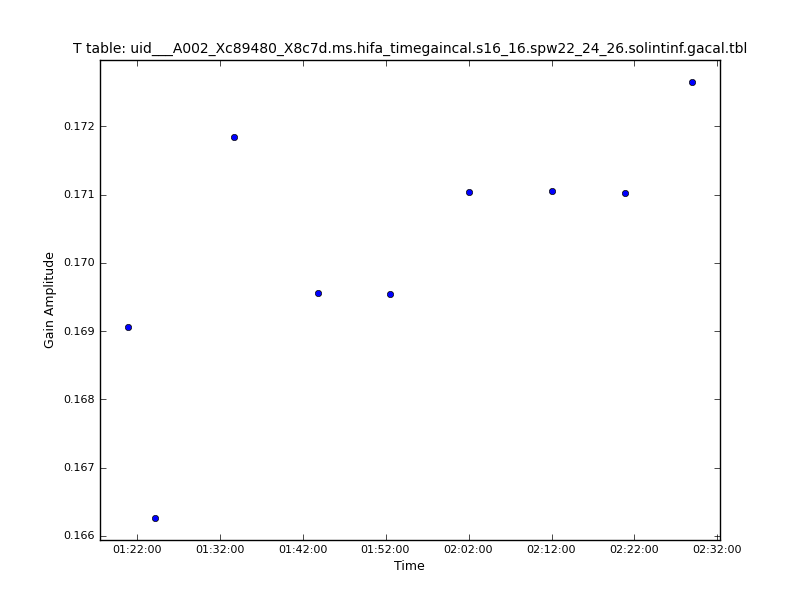 T table: uid___A002_Xc89480_X8c7d.ms.hifa_timegaincal.s16_16.spw22_24_26.solintinf.gacal.tbl
0.172
0.171
0.170
0.169
0.168
0.167
0.166
Gain Amplitude
01:22:00 01:32:00 01:42:00 01:52:00 02:02:00 02:12:00 02:22:00 02:32:00
Time